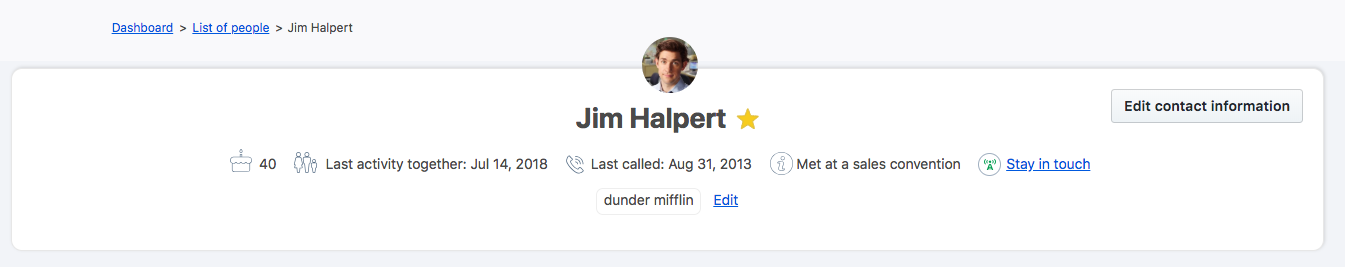 Dashboard > List of people > Jim Halpert
Jim Halpert
Edit contact information
40 Last activity together: Jul 14, 2018 Last called: Aug 31, 2013 Met at a sales convention Stay in touch
dunder mifflin Edit